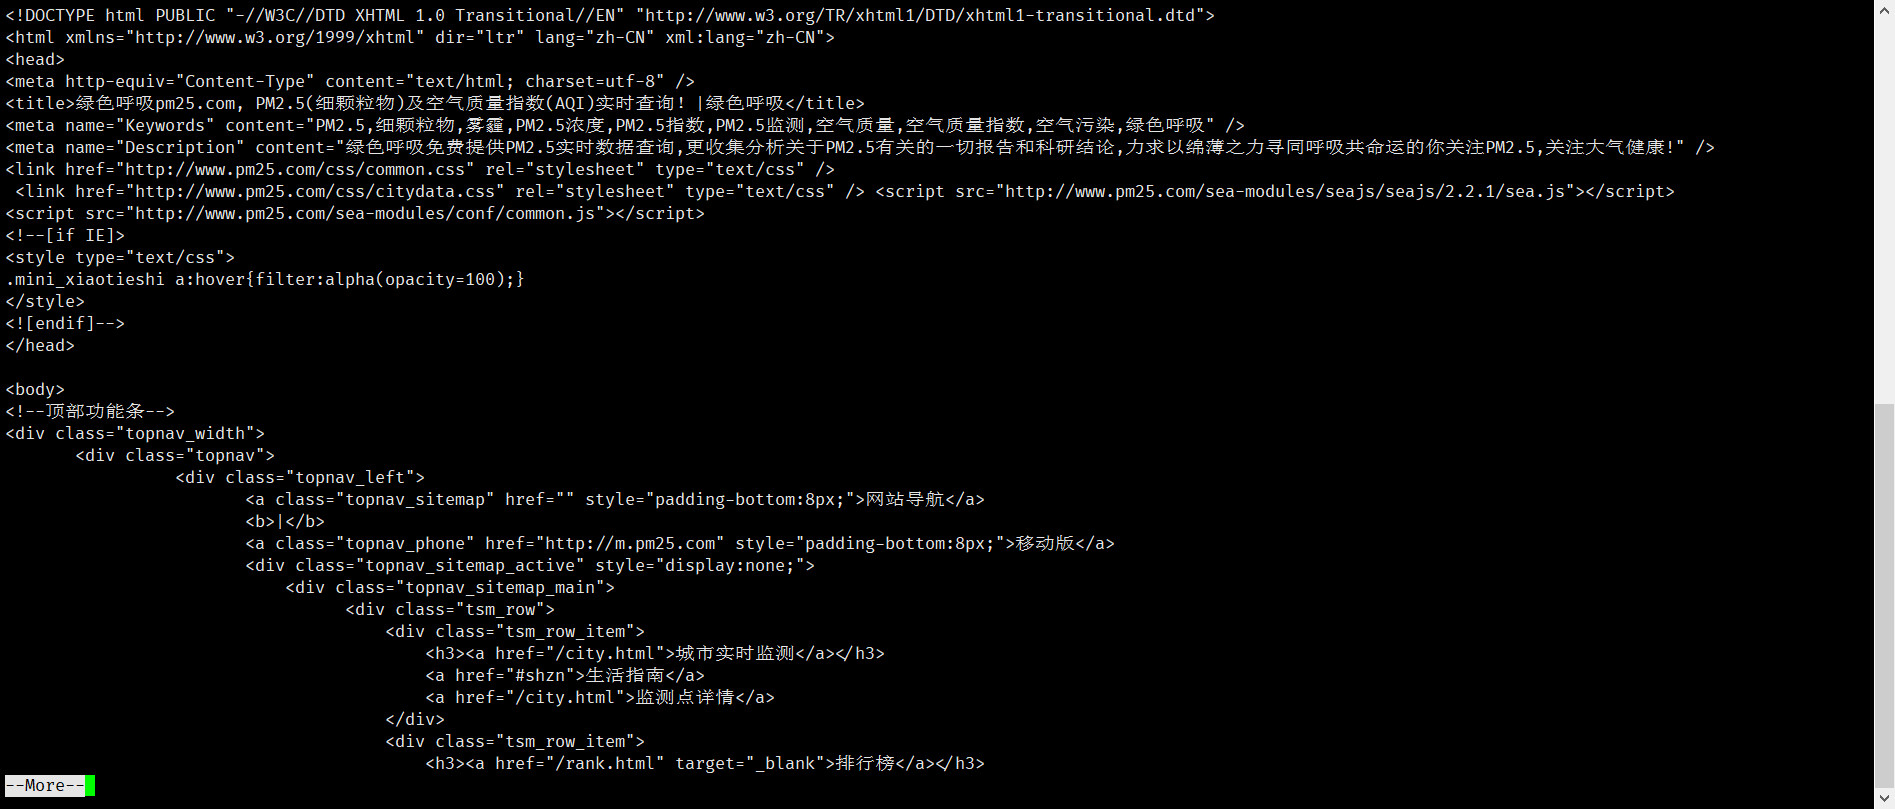 <!DOCTYPE html PUBLIC "-//W3C//DTD XHTML 1.0 Transitional//EN" "http://www.w3.org/TR/xhtml1/DTD/xhtml1-transitional.dtd">
<html xmlns="http://www.w3.org/1999/xhtml" dir="ltr" lang="zh-CN" xml:lang="zh-CN">
<head>
<meta http-equiv="Content-Type" content="text/html; charset=utf-8" />
<title>绿色呼吸pm25.com, PM2.5(细颗粒物)及空气质量指数(AQI)实时查询! |绿色呼吸</title>
<meta name="Keywords" content="PM2.5,细颗粒物,雾霾,PM2.5浓度,PM2.5指数,PM2.5监测,空气质量,空气质量指数,空气污染,绿色呼吸" />
<meta name="Description" content="绿色呼吸免费提供PM2.5实时数据查询,更收集分析关于PM2.5有关的一切报告和科研结论,力求以绵薄之力寻同呼吸共命运的你关注PM2.5,关注大气健康!" />
<link href="http://www.pm25.com/css/common.css" rel="stylesheet" type="text/css" />
 <link href="http://www.pm25.com/css/citydata.css" rel="stylesheet" type="text/css" /> <script src="http://www.pm25.com/sea-modules/seajs/seajs/2.2.1/sea.js"></script>
<script src="http://www.pm25.com/sea-modules/conf/common.js"></script>
<!--[if IE]>
<style type="text/css">
.mini_xiaotieshi a:hover{filter:alpha(opacity=100);}
</style>
<![endif]-->
</head>
<body>
<!--顶部功能条-->
<div class="topnav_width">
<div class="topnav">
<div class="topnav_left">
<a class="topnav_sitemap" href="" style="padding-bottom:8px;">网站导航</a>
<b>|</b>
<a class="topnav_phone" href="http://m.pm25.com" style="padding-bottom:8px;">移动版</a>
<div class="topnav_sitemap_active" style="display:none;">
<div class="topnav_sitemap_main">
<div class="tsm_row">
<div class="tsm_row_item">
<h3><a href="/city.html">城市实时监测</a></h3>
<a href="#shzn">生活指南</a>
<a href="/city.html">监测点详情</a>
</div>
<div class="tsm_row_item">
<h3><a href="/rank.html" target="_blank">排行榜</a></h3>
--More--